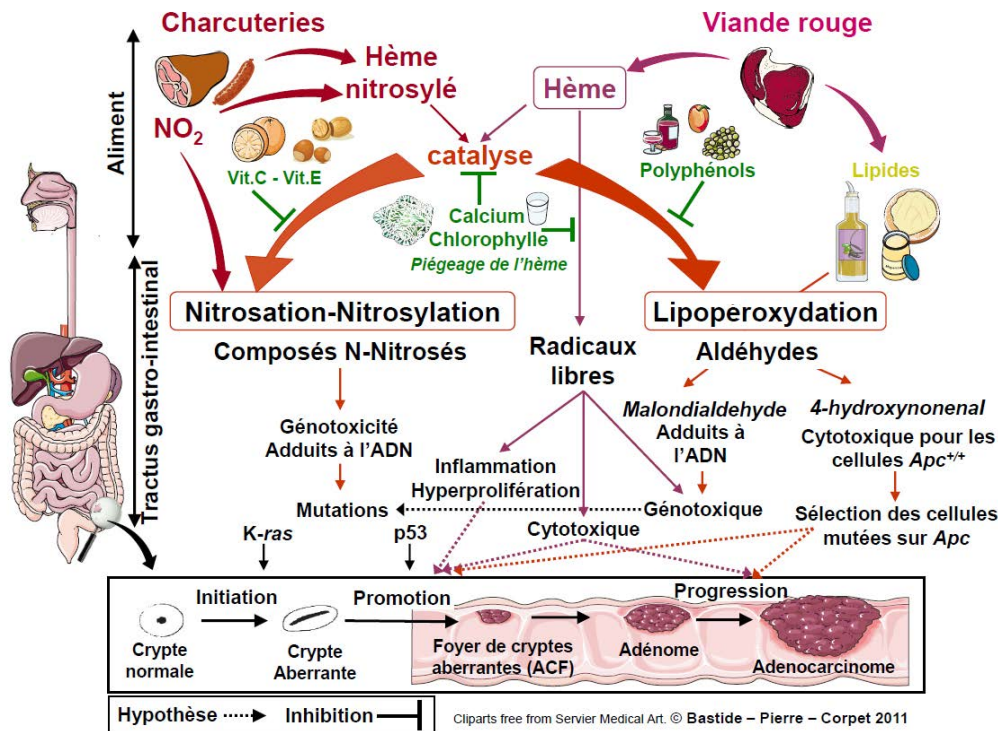 Charcuteries
Viande rouge
Aliment
Hème
nitrosylé
Hème
NO2
catalyse
Vit.C - Vit.E
Polyphénols
Lipides
Calcium
Chlorophylle
Piégeage de l'hème
Tractus gastro-intestinal
Nitrosation-Nitrosylation
Lipoperoxydation
Composés N-Nitrosés
Radicaux
libres
Aldéhydes
Génotoxicité
Adduits à l'ADN
Malondialdehyde
Adduits à
l'ADN
4-hydroxynonenal
Cytotoxique pour les
cellules Apc+/+
Inflammation
Hyperprolifération
Mutations
Génotoxique
Cytotoxique
Sélection des cellules
mutées sur Apc
K-ras
p53
Initiation
Promotion
Progression
Crypte
normale
Crypte
Aberrante
Foyer de cryptes
aberrantes (ACF)
Adénome
Adenocarcinome
Hypothèse
Inhibition
Cliparts free from Servier Medical Art. © Bastide – Pierre – Corpet 2011